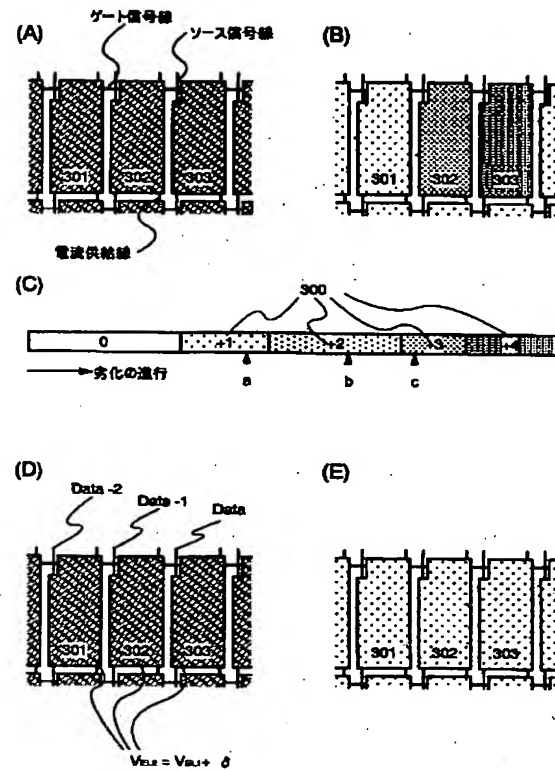 (A)
ゲート信号線
ソース信号線
(B)
301 302 303
301 302 303
電流供給線
(C)
300
0 +1 +2 +3 +4
劣化の進行
a b c
(D)
Data -2 Data -1 Data
(E)
301 302 303
301 302 303
VEL2 = VEL1 + δ